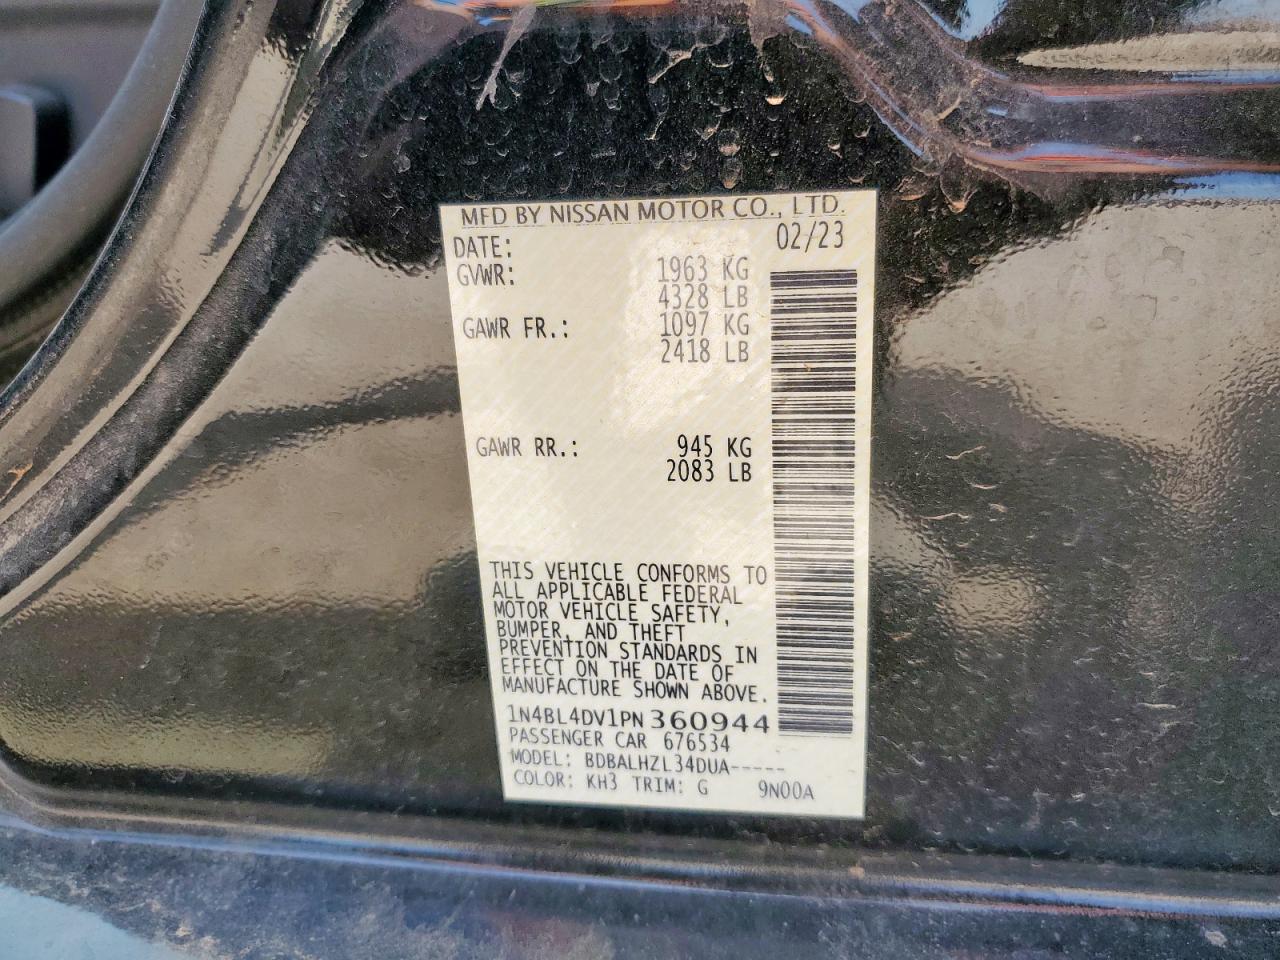 MFD BY NISSAN MOTOR CO., LTD.
DATE: 02/23
GVWR: 1963 KG
4328 LB
GAWR FR.: 1097 KG
2418 LB
GAWR RR.: 945 KG
2083 LB
THIS VEHICLE CONFORMS TO
ALL APPLICABLE FEDERAL
MOTOR VEHICLE SAFETY,
BUMPER, AND THEFT
PREVENTION STANDARDS IN
EFFECT ON THE DATE OF
MANUFACTURE SHOWN ABOVE.
1N4BL4DV1PN360944
PASSENGER CAR 676534
MODEL: BDBALHZL34DUA-----
COLOR: KH3 TRIM: G 9N00A